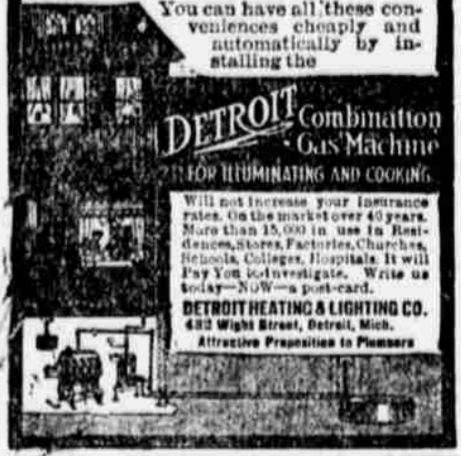 You can have all these con-
veniences cheaply and
automatically by in-
stalling the
DETROIT Combination
Gas Machine
FOR ILLUMINATING AND COOKING
Will not increase your insurance
rates. On the market over 40 years.
More than 15,000 in use in Resi-
dences, Stores, Factories, Churches,
Schools, Colleges, Hospitals. It will
Pay You to Investigate. Write us
today—NOW—a post-card.
DETROIT HEATING & LIGHTING CO.
Wight Street, Detroit, Mich.
Attractive Proposition to Plumbers